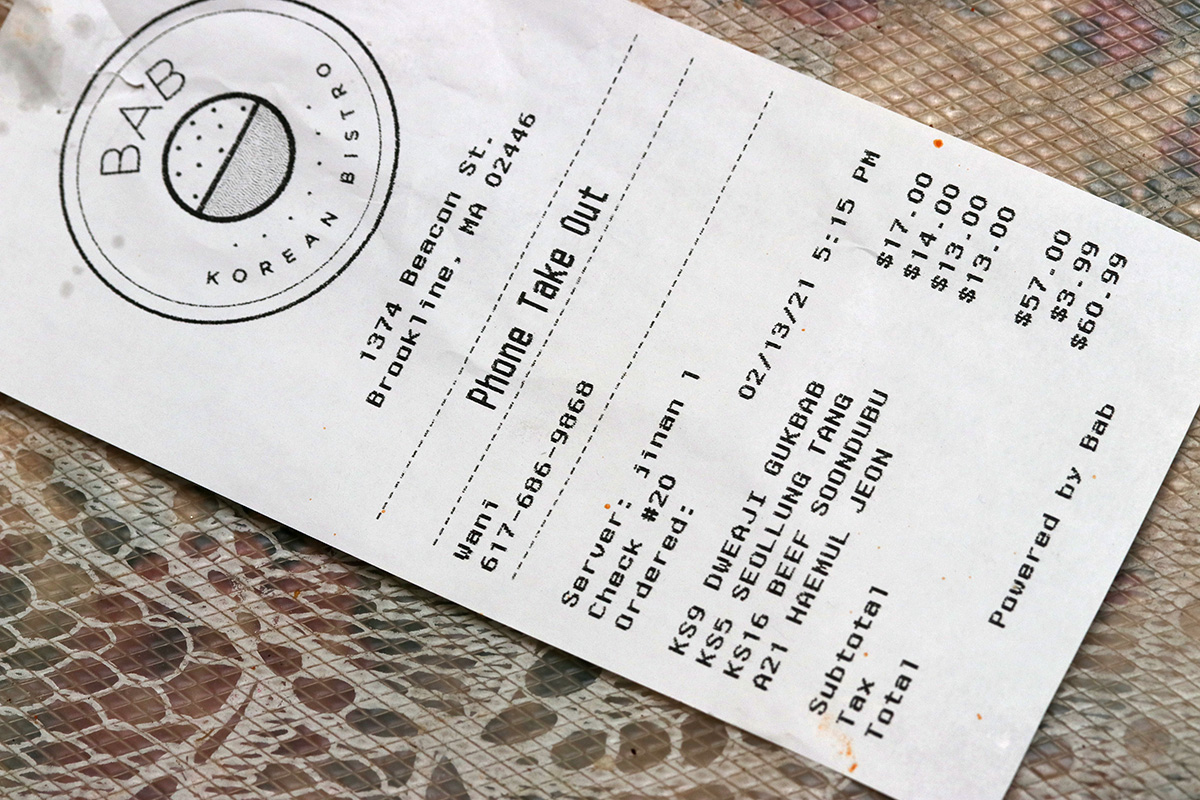 BAB
KOREAN BISTRO
1374 Beacon St.
Brookline, MA 02446
Phone Take Out
Wani
617-686-9868
Server: jinan 1
Check #20
Ordered: 02/13/21 5:15 PM
KS9 DWEAJI GUKBAB $17.00
KS5 SEOLLUNG TANG $14.00
KS16 BEEF SOONDUBU $13.00
A21 HAEMUL JEON $13.00
Subtotal $57.00
Tax $3.99
Total $60.99
Powered by Bab